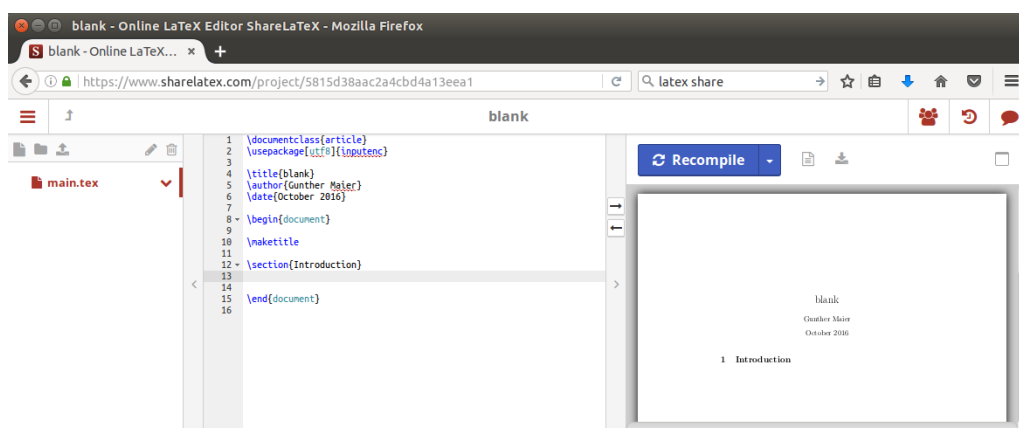 blank - Online LaTeX Editor ShareLaTeX - Mozilla Firefox
S blank - Online LaTeX... × +
https://www.sharelatex.com/project/5815d38aac2a4cbd4a13eea1
latex share
blank
main.tex
1 \documentclass{article}
2 \usepackage[utf8]{inputenc}
3
4 \title{blank}
5 \author{Gunther Maier}
6 \date{October 2016}
7
8 \begin{document}
9
10 \maketitle
11
12 \section{Introduction}
13
14
15 \end{document}
16
Recompile
blank
Gunther Maier
October 2016
1 Introduction